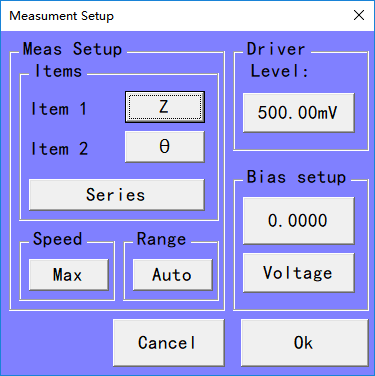 Measument Setup
Meas Setup
Items
Item 1 Z
Item 2 θ
Series
Speed
Max
Range
Auto
Driver
Level:
500.00mV
Bias setup
0.0000
Voltage
Cancel
Ok